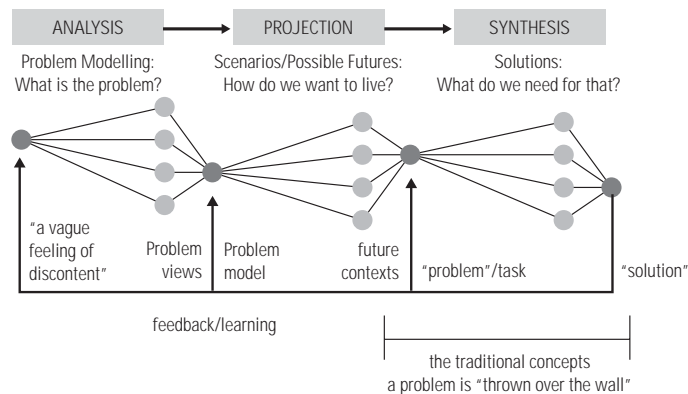 ANALYSIS
PROJECTION
SYNTHESIS
Problem Modelling:
What is the problem?
Scenarios/Possible Futures:
How do we want to live?
Solutions:
What do we need for that?
"a vague
feeling of
discontent"
Problem
views
Problem
model
future
contexts
"problem"/task
"solution"
feedback/learning
the traditional concepts
a problem is "thrown over the wall"